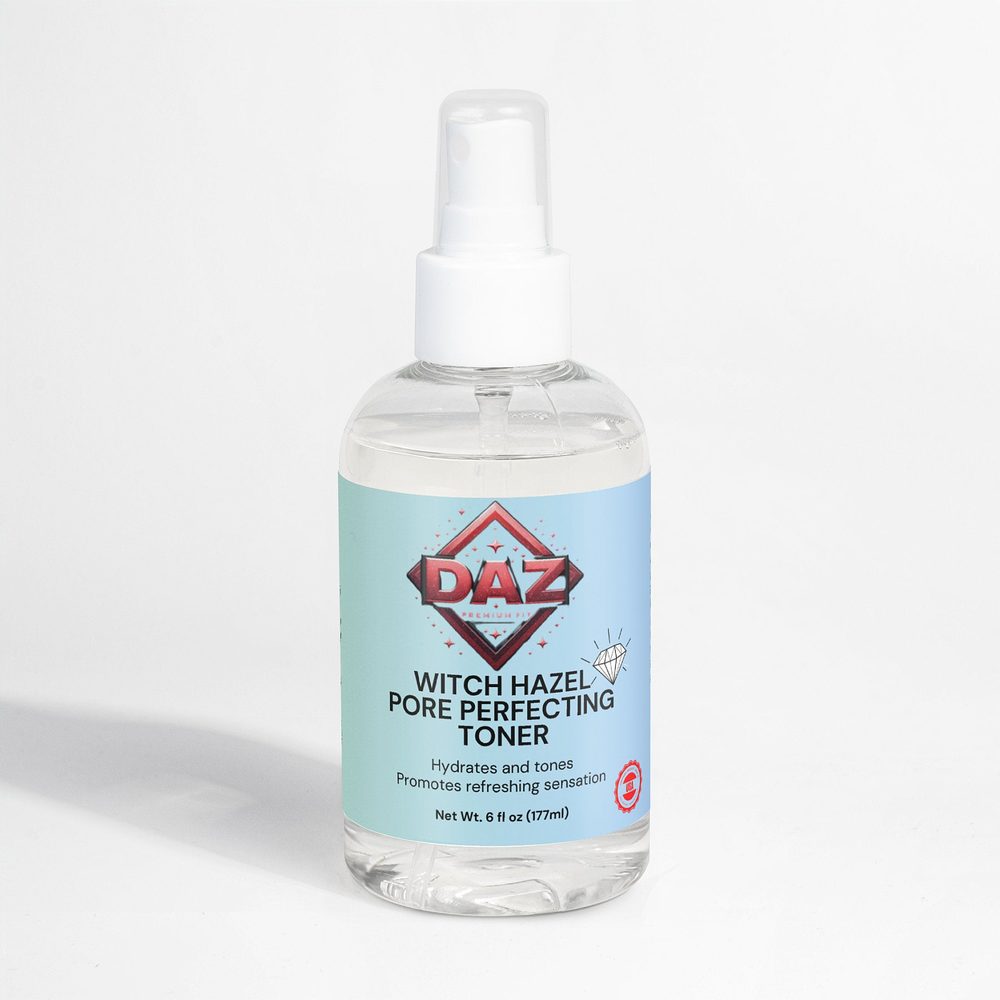 DAZ
PREMIUM FIT
WITCH HAZEL
PORE PERFECTING
TONER
Hydrates and tones
Promotes refreshing sensation
Net Wt. 6 fl oz (177ml)